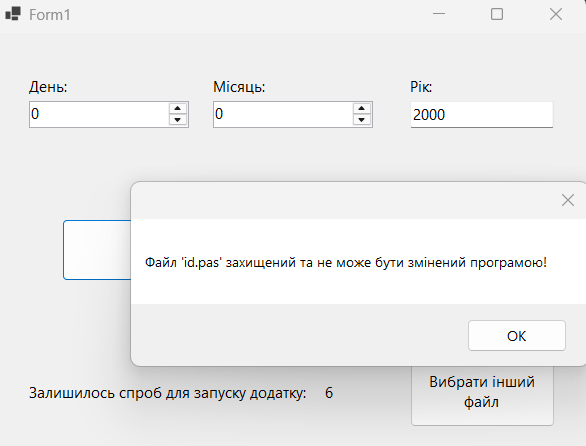 Form1
День:
Місяць:
Рік:
0
0
2000
Файл 'id.pas' захищений та не може бути змінений програмою!
OK
Залишилось спроб для запуску додатку:
6
Вибрати інший
файл